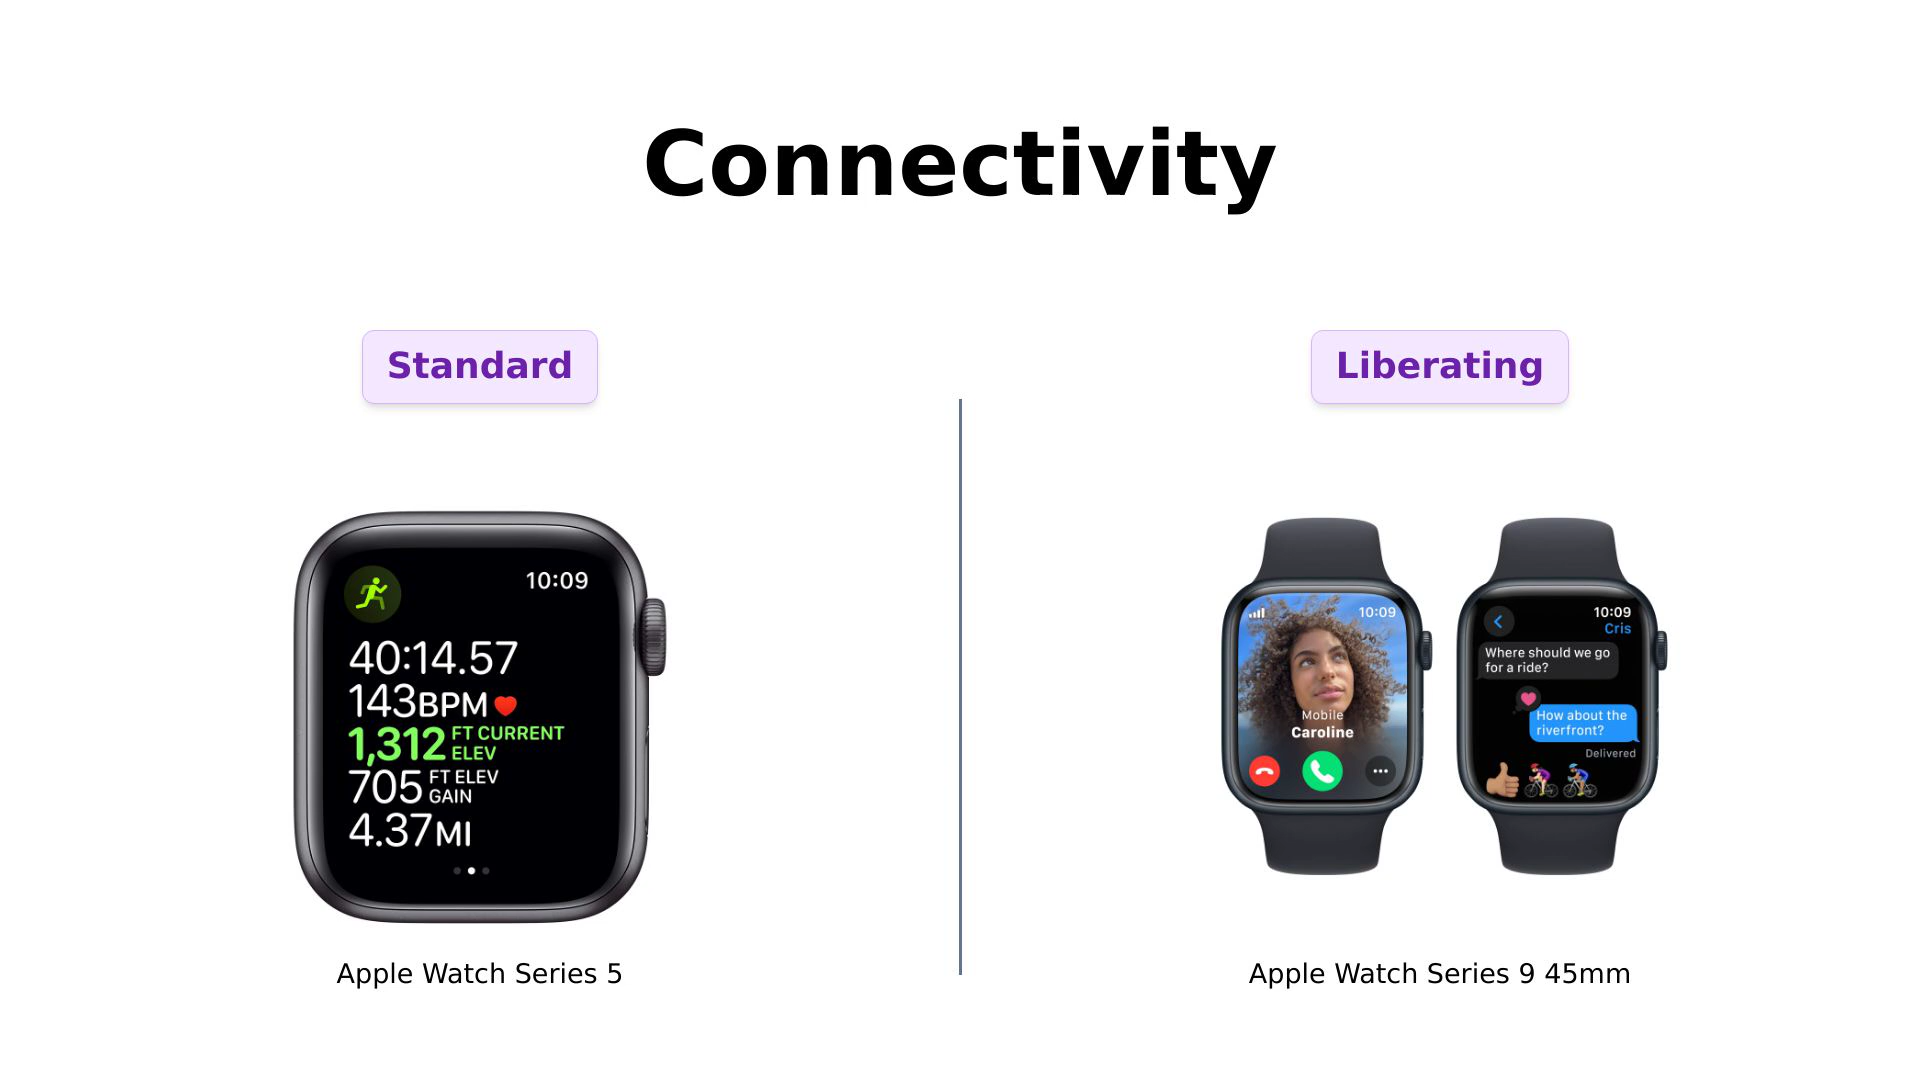 Connectivity
Standard
Liberating
10:09
40:14.57
143BPM
1,312 FT CURRENT
ELEV
705 FT ELEV
GAIN
4.37MI
Apple Watch Series 5
10:09
Mobile
Caroline
10:09
Cris
Where should we go
for a ride?
How about the
riverfront?
Delivered
Apple Watch Series 9 45mm